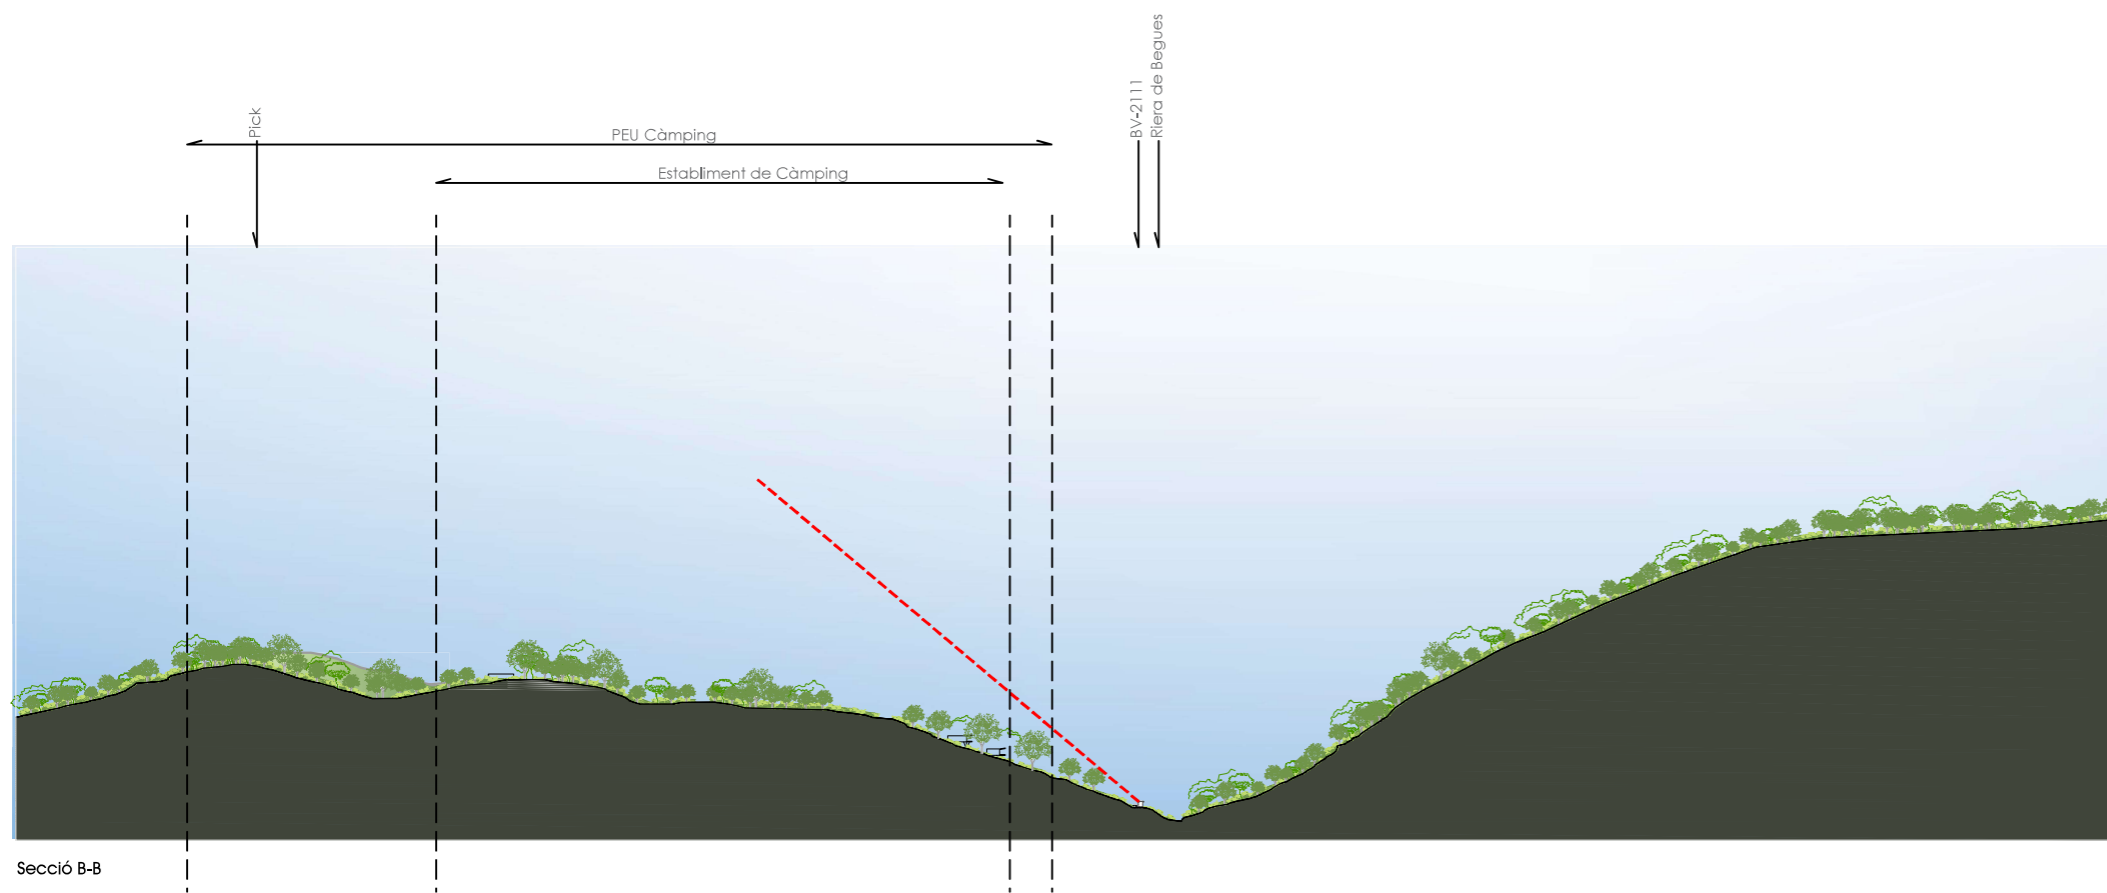 Riera de Begues
BV-2111
Pick
PEU Càmping
Establiment de Càmping
Secció B-B